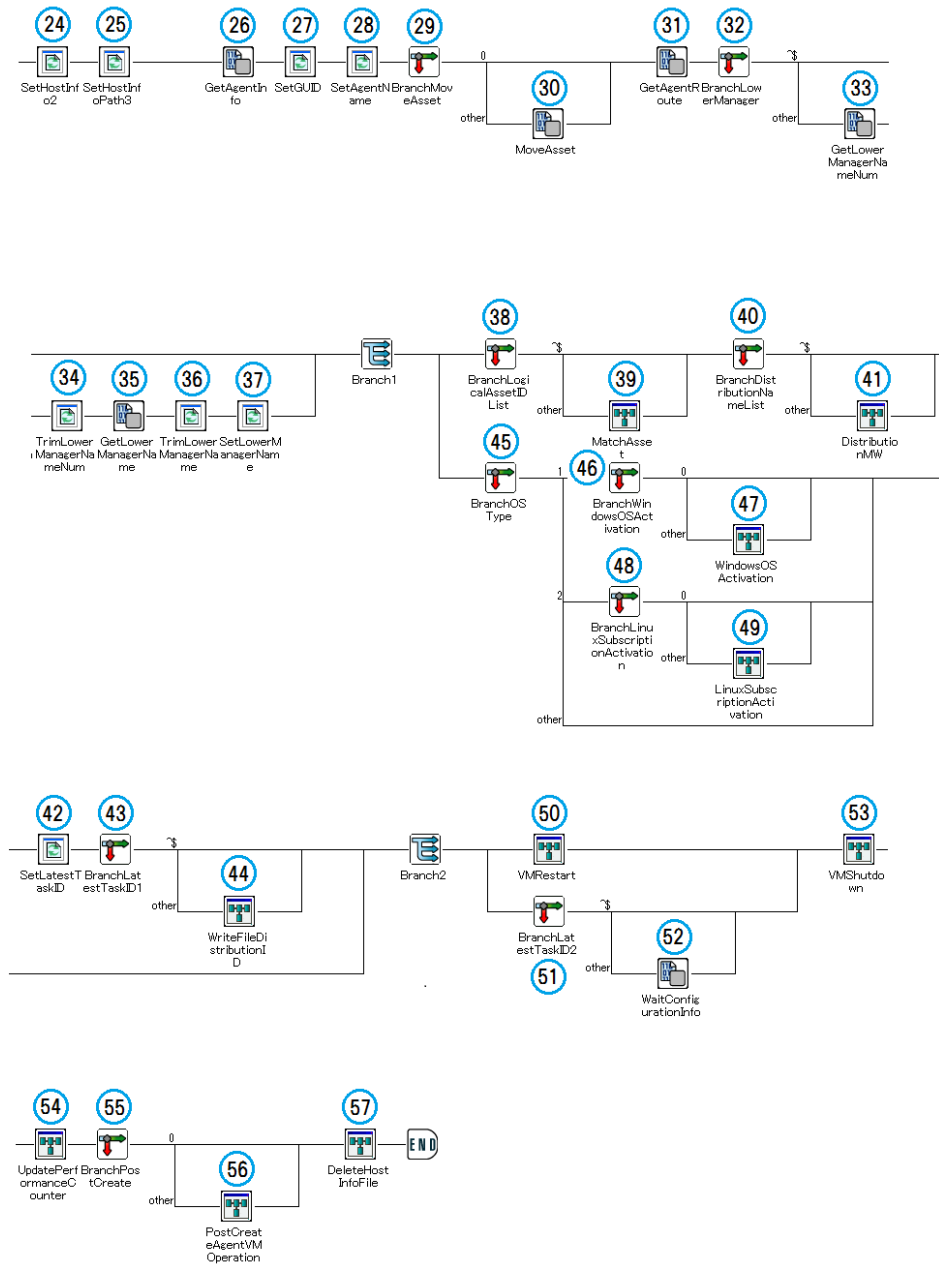 24
25
26
27
28
29
31
32
SetHostInf
o2
SetHostInf
oPath3
GetAgentIn
fo
SetGUID
SetAgentN
ame
BranchMov
eAsset
0
other
30
MoveAsset
GetAgentR
oute
BranchLow
erManager
^$
other
33
GetLower
ManagerNa
meNum
34
35
36
37
TrimLower
ManagerNa
meNum
GetLower
ManagerNa
me
TrimLower
ManagerNa
me
SetLowerM
anagerNam
e
Branch1
38
BranchLogi
calAssetID
List
^$
other
39
MatchAsse
t
40
BranchDist
ributionNa
meList
^$
other
41
Distributio
nMW
45
BranchOS
Type
1
46
BranchWin
dowsOSAct
ivation
0
other
47
WindowsOS
Activation
2
48
BranchLinu
xSubscripti
onActivatio
n
0
other
49
LinuxSubsc
riptionActi
vation
other
42
43
SetLatestT
askID
BranchLat
estTaskID1
^$
other
44
WriteFileDi
stributionI
D
Branch2
50
VMRestart
BranchLat
estTaskID2
51
^$
other
52
WaitConfig
urationInfo
53
VMShutdo
wn
54
55
UpdatePerf
ormanceC
ounter
BranchPos
tCreate
0
other
56
PostCreat
eAgentVM
Operation
57
DeleteHost
InfoFile
END